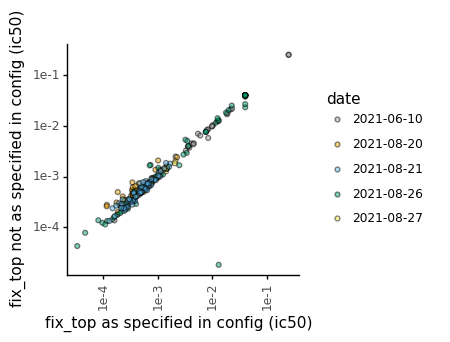 fix_top not as specified in config (ic50)
1e-1
1e-2
1e-3
1e-4
1e-4
1e-3
1e-2
1e-1
fix_top as specified in config (ic50)
date
2021-06-10
2021-08-20
2021-08-21
2021-08-26
2021-08-27